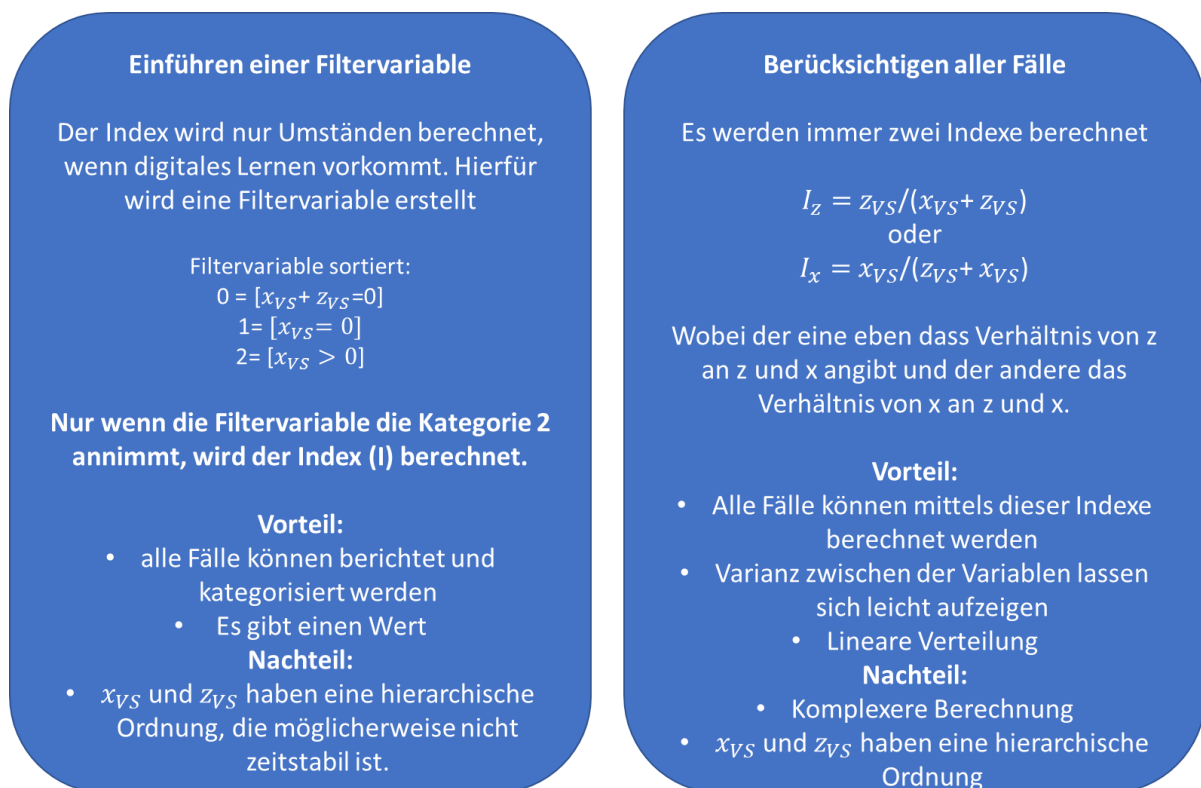 Einführen einer Filtervariable
Der Index wird nur Umständen berechnet,
wenn digitales Lernen vorkommt. Hierfür
wird eine Filtervariable erstellt
Filtervariable sortiert:
0 = [x_VS + z_VS =0]
1= [x_VS = 0]
2= [x_VS > 0]
Nur wenn die Filtervariable die Kategorie 2
annimmt, wird der Index (I) berechnet.
Vorteil:
• alle Fälle können berichtet und
kategorisiert werden
• Es gibt einen Wert
Nachteil:
• x_VS und z_VS haben eine hierarchische
Ordnung, die möglicherweise nicht
zeitstabil ist.
Berücksichtigen aller Fälle
Es werden immer zwei Indexe berechnet
I_z = z_VS/(x_VS + z_VS)
oder
I_x = x_VS/(z_VS + x_VS)
Wobei der eine eben dass Verhältnis von z
an z und x angibt und der andere das
Verhältnis von x an z und x.
Vorteil:
• Alle Fälle können mittels dieser Indexe
berechnet werden
• Varianz zwischen der Variablen lassen
sich leicht aufzeigen
• Lineare Verteilung
Nachteil:
• Komplexere Berechnung
• x_VS und z_VS haben eine hierarchische
Ordnung